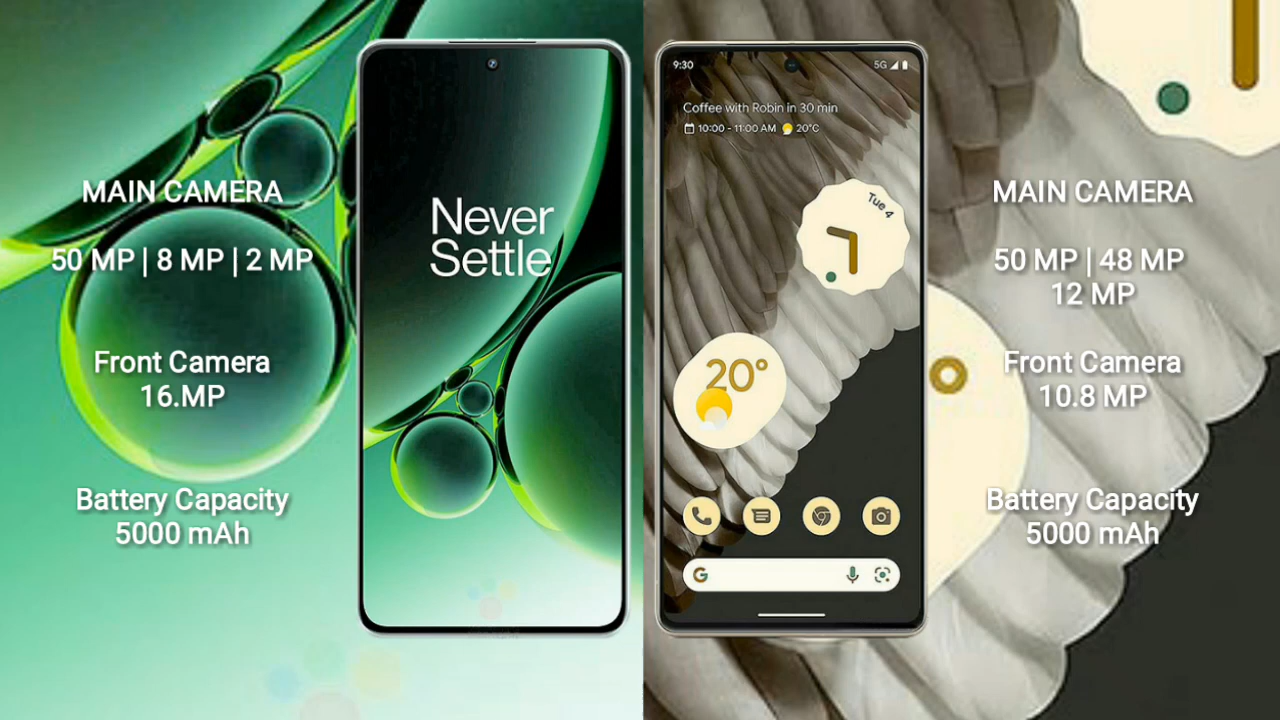 MAIN CAMERA
50 MP | 8 MP | 2 MP
Front Camera
16.MP
Battery Capacity
5000 mAh
Never
Settle
9:30
5G
Coffee with Robin in 30 min
10:00 - 11:00 AM 20°C
Tue 4
20°
G
MAIN CAMERA
50 MP | 48 MP
12 MP
Front Camera
10.8 MP
Battery Capacity
5000 mAh